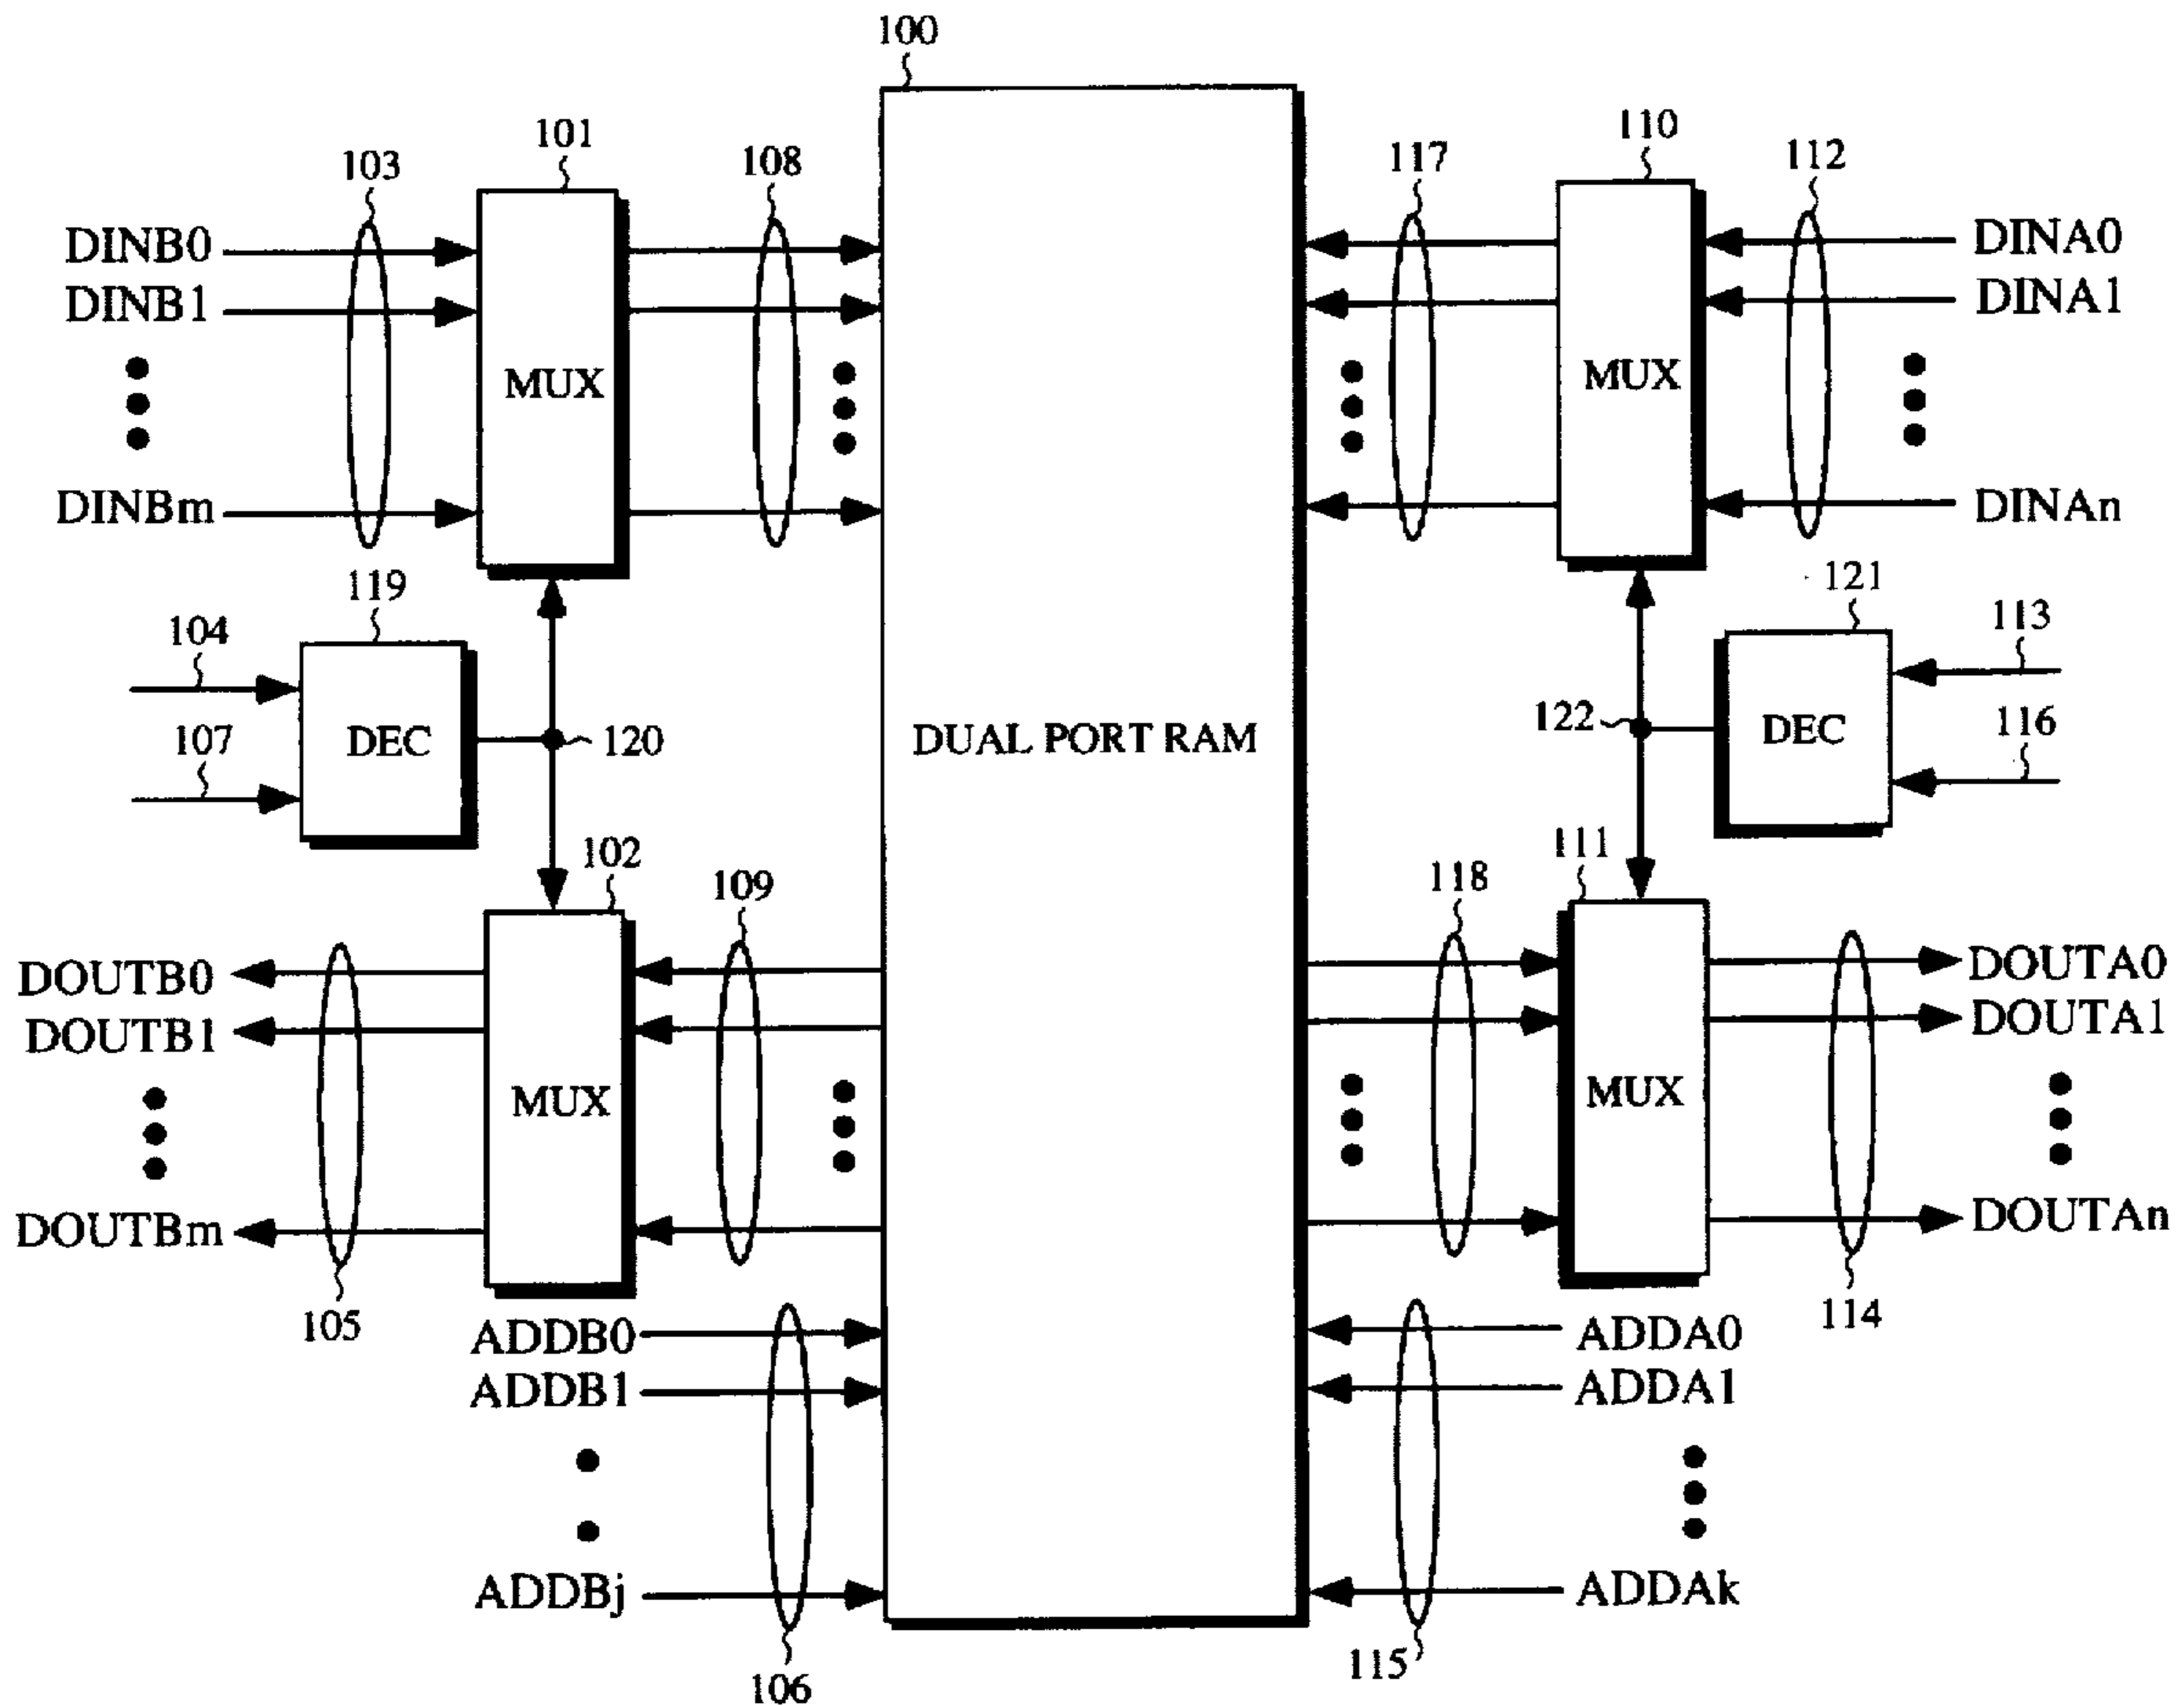 100
101
110
103
108
117
112
DINB0
DINA0
DINB1
DINA1
MUX
MUX
DINBm
DINAn
119
121
104
113
107
DEC
120
DUAL PORT RAM
122
DEC
116
102
111
109
118
DOUTB0
DOUTA0
DOUTB1
DOUTA1
MUX
MUX
DOUTBm
DOUTAn
105
114
ADDB0
ADDA0
ADDB1
ADDA1
ADDBj
ADDAk
106
115